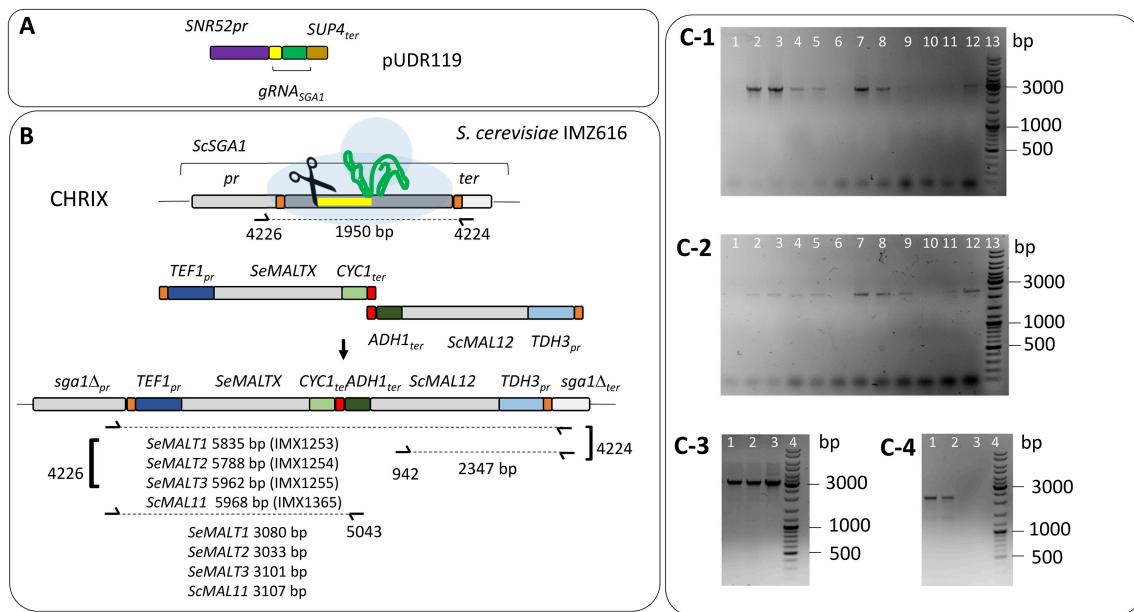 A
SNR52pr SUP4ter
pUDR119
gRNASGA1
B
S. cerevisiae IMZ616
ScSGA1
pr ter
CHRIX
4226 1950 bp 4224
TEF1pr SeMALTX CYC1ter
ADH1ter ScMAL12 TDH3pr
sga1Δpr TEF1pr SeMALTX CYC1ter ADH1ter ScMAL12 TDH3pr sga1Δter
SeMALT1 5835 bp (IMX1253)
SeMALT2 5788 bp (IMX1254)
SeMALT3 5962 bp (IMX1255)
ScMAL11 5968 bp (IMX1365)
4226 942 2347 bp 4224
5043
SeMALT1 3080 bp
SeMALT2 3033 bp
SeMALT3 3101 bp
ScMAL11 3107 bp
C-1
1 2 3 4 5 6 7 8 9 10 11 12 13 bp
3000
1000
500
C-2
1 2 3 4 5 6 7 8 9 10 11 12 13 bp
3000
1000
500
C-3
1 2 3 4 bp
3000
1000
500
C-4
1 2 3 4 bp
3000
1000
500